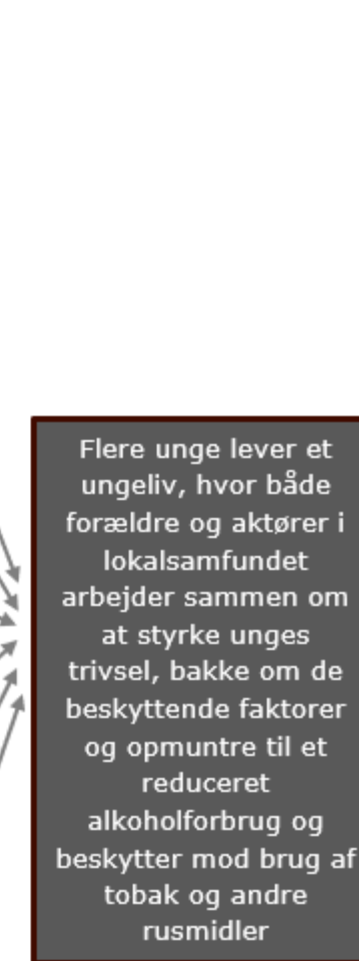 Flere unge lever et
ungeliv, hvor både
forældre og aktører i
lokalsamfundet
arbejder sammen om
at styrke unges
trivsel, bakke om de
beskyttende faktorer
og opmuntre til et
reduceret
alkoholforbrug og
beskytter mod brug af
tobak og andre
rusmidler